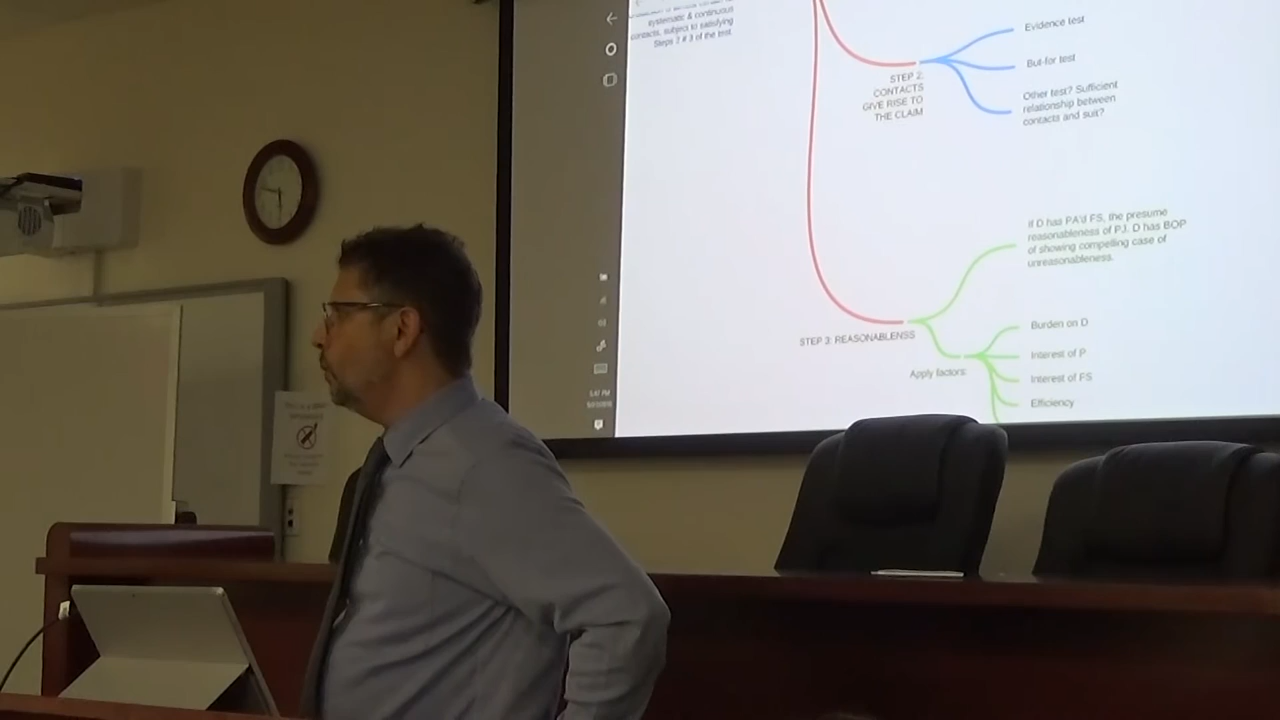 systematic & continuous
contacts, subject to satisfying
Steps 2 & 3 of the test.
STEP 2:
CONTACTS
GIVE RISE TO
THE CLAIM
Evidence test
But-for test
Other test? Sufficient
relationship between
contacts and suit?
If D has PA'd FS, the presume
reasonableness of PJ. D has BOP
of showing compelling case of
unreasonableness.
STEP 3: REASONABLENSS
Apply factors:
Burden on D
Interest of P
Interest of FS
Efficiency